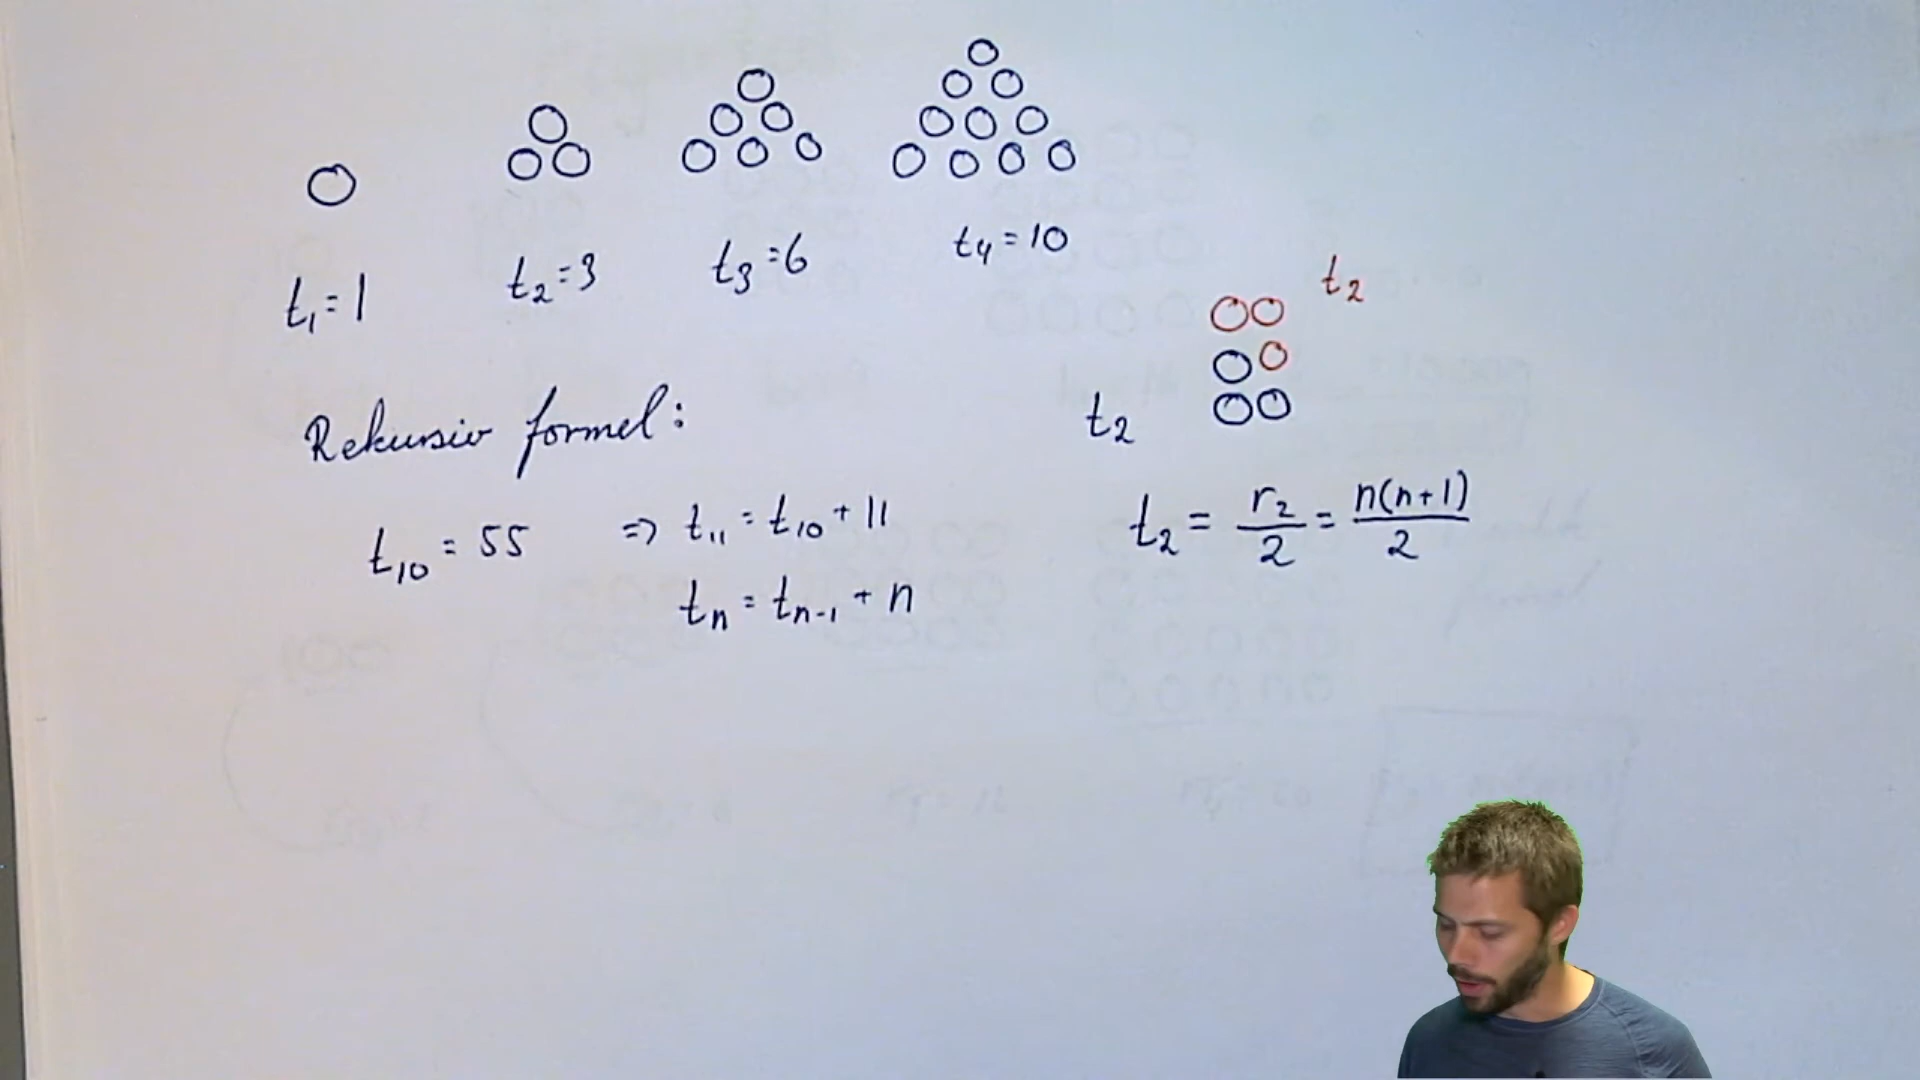 t₁ = 1
t₂ = 3
t₃ = 6
t₄ = 10
Rekursiv formel:
t₁₀ = 55 ⇒ t₁₁ = t₁₀ + 11
tₙ = tₙ₋₁ + n
t₂
t₂
t₂ = r₂/2 = n(n+1)/2